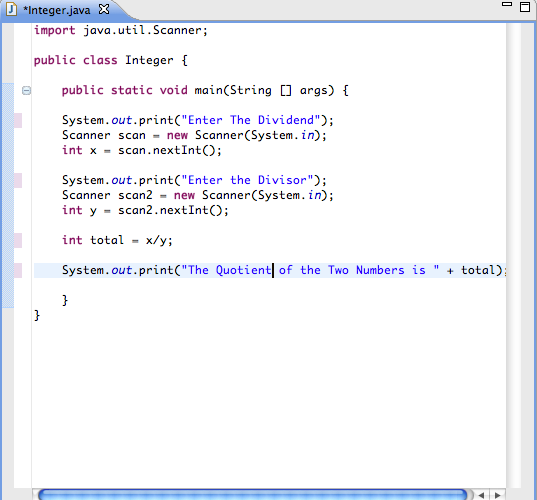 *Integer.java
import java.util.Scanner;
public class Integer {
public static void main(String [] args) {
System.out.print("Enter The Dividend");
Scanner scan = new Scanner(System.in);
int x = scan.nextInt();
System.out.print("Enter the Divisor");
Scanner scan2 = new Scanner(System.in);
int y = scan2.nextInt();
int total = x/y;
System.out.print("The Quotient of the Two Numbers is " + total);
}
}